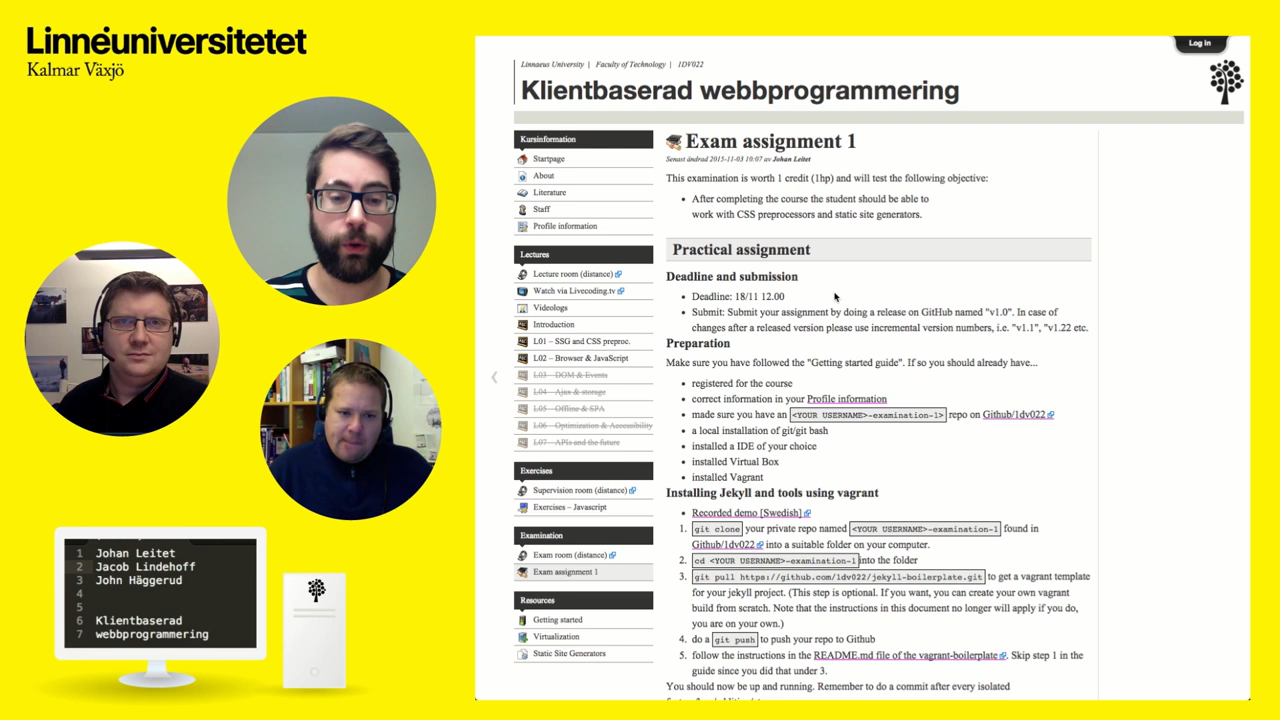 Linnéuniversitetet
Kalmar Växjö
1 Johan Leitet
2 Jacob Lindehoff
3 John Häggerud
4
5
6 Klientbaserad
7 webbprogrammering
Log in
Linnaeus University | Faculty of Technology | 1DV022
Klientbaserad webbprogrammering
Kursinformation
Startpage
About
Literature
Staff
Profile information
Lectures
Lecture room (distance)
Watch via Livecoding.tv
Videologs
Introduction
L01 – SSG and CSS preproc.
L02 – Browser & JavaScript
L03 – DOM & Events
L04 – Ajax & storage
L05 – Offline & SPA
L06 – Optimization & Accessibility
L07 – APIs and the future
Exercises
Supervision room (distance)
Exercises – Javascript
Examination
Exam room (distance)
Exam assignment 1
Resources
Getting started
Virtualization
Static Site Generators
Exam assignment 1
Senast ändrad 2015-11-03 10:07 av Johan Leitet
This examination is worth 1 credit (1hp) and will test the following objective:
• After completing the course the student should be able to
work with CSS preprocessors and static site generators.
Practical assignment
Deadline and submission
• Deadline: 18/11 12.00
• Submit: Submit your assignment by doing a release on GitHub named "v1.0". In case of
changes after a released version please use incremental version numbers, i.e. "v1.1", "v1.22 etc.
Preparation
Make sure you have followed the "Getting started guide". If so you should already have...
• registered for the course
• correct information in your Profile information
• made sure you have an <YOUR USERNAME>-examination-1> repo on Github/1dv022
• a local installation of git/git bash
• installed a IDE of your choice
• installed Virtual Box
• installed Vagrant
Installing Jekyll and tools using vagrant
• Recorded demo [Swedish]
1. git clone your private repo named <YOUR USERNAME>-examination-1 found in
Github/1dv022 into a suitable folder on your computer.
2. cd <YOUR USERNAME>-examination-1 into the folder
3. git pull https://github.com/1dv022/jekyll-boilerplate.git to get a vagrant template
for your jekyll project. (This step is optional. If you want, you can create your own vagrant
build from scratch. Note that the instructions in this document no longer will apply if you do,
you are on your own.)
4. do a git push to push your repo to Github
5. follow the instructions in the README.md file of the vagrant-boilerplate. Skip step 1 in the
guide since you did that under 3.
You should now be up and running. Remember to do a commit after every isolated